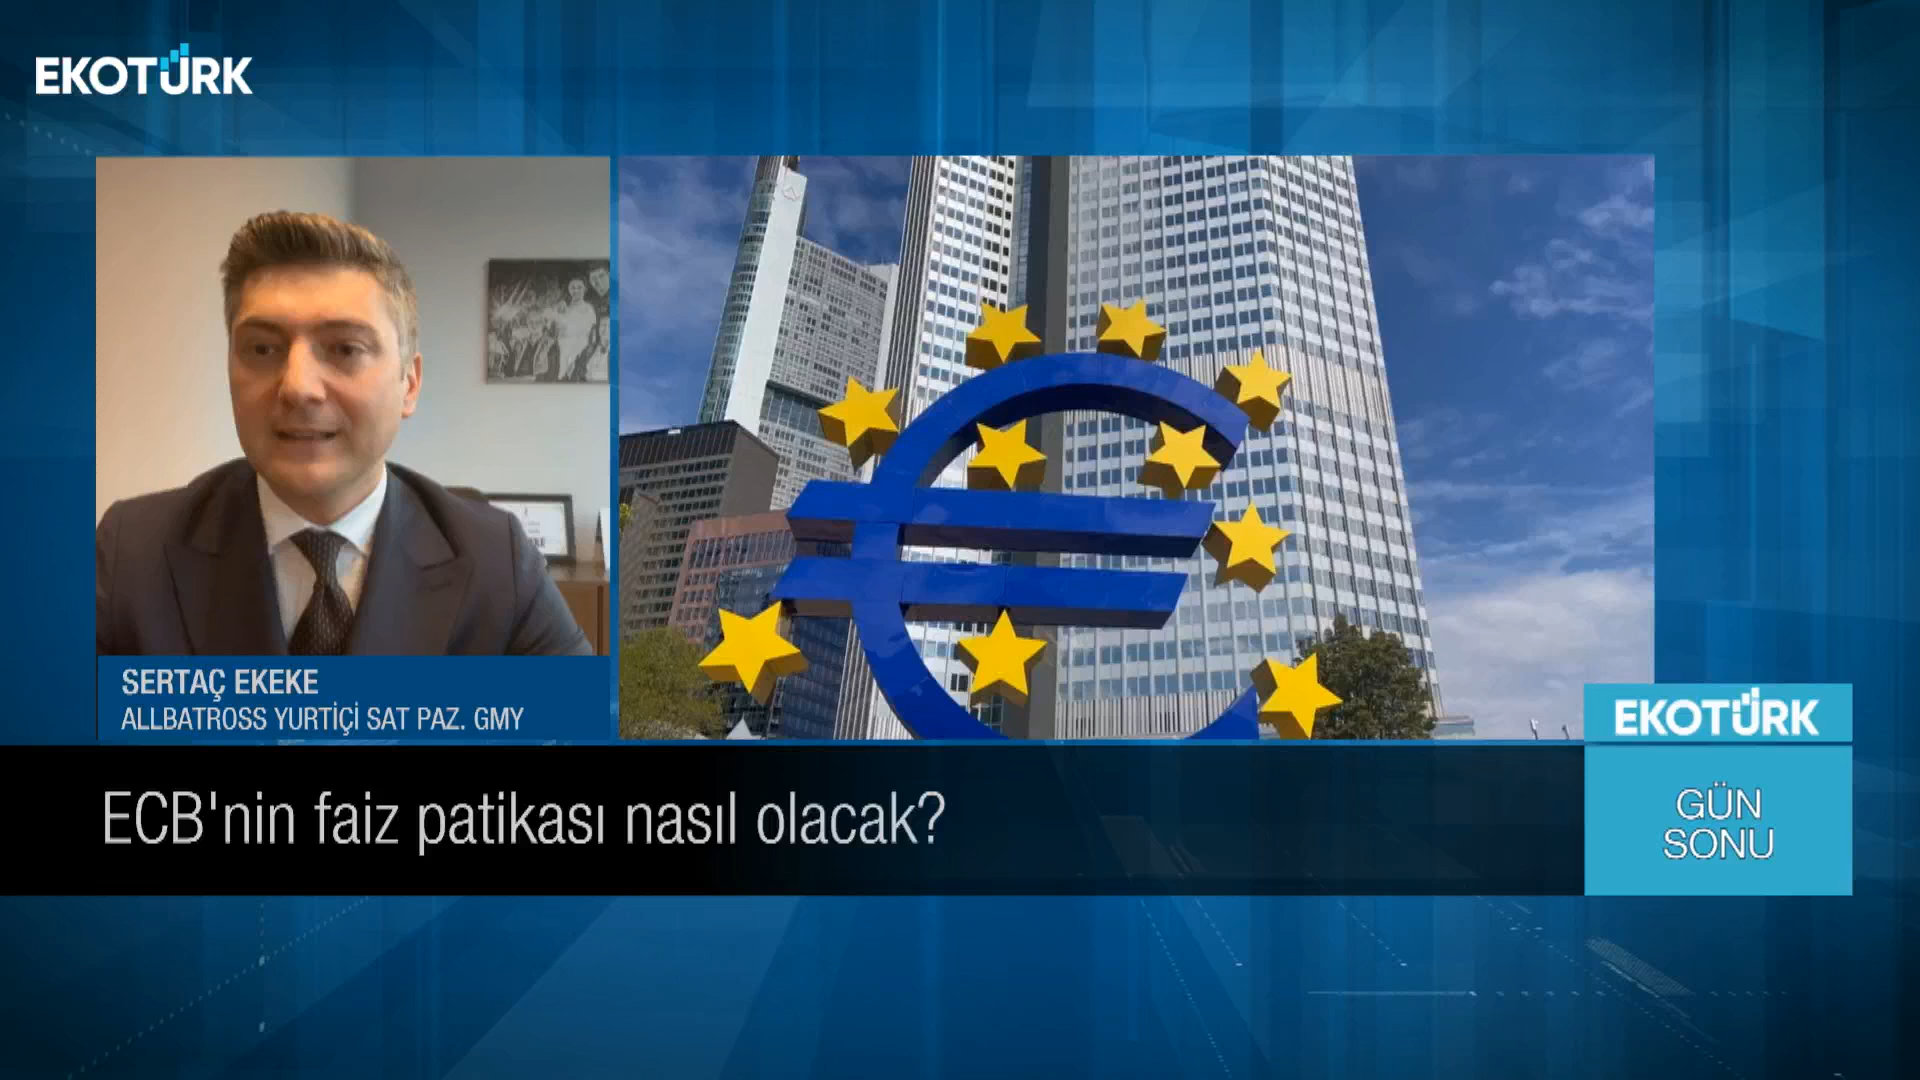 EKOTÜRK
SERTAÇ EKEKE
ALLBATROSS YURTİÇİ SAT PAZ. GMY
ECB'nin faiz patikası nasıl olacak?
EKOTÜRK
GÜN
SONU